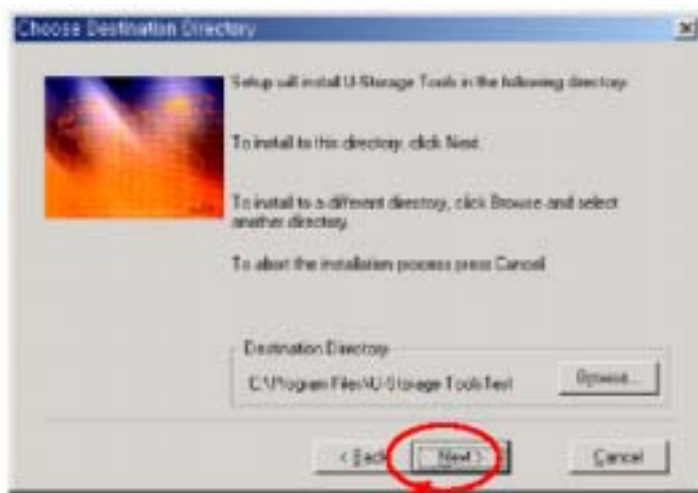 Choose Destination Directory
Setup will install U-Storage Tools in the following directory
To install to this directory, click Next.
To install to a different directory, click Browse and select
another directory.
To abort the installation process press Cancel
Destination Directory
C:\Program Files\U-Storage Tools Test
Browse...
< Back
Next >
Cancel